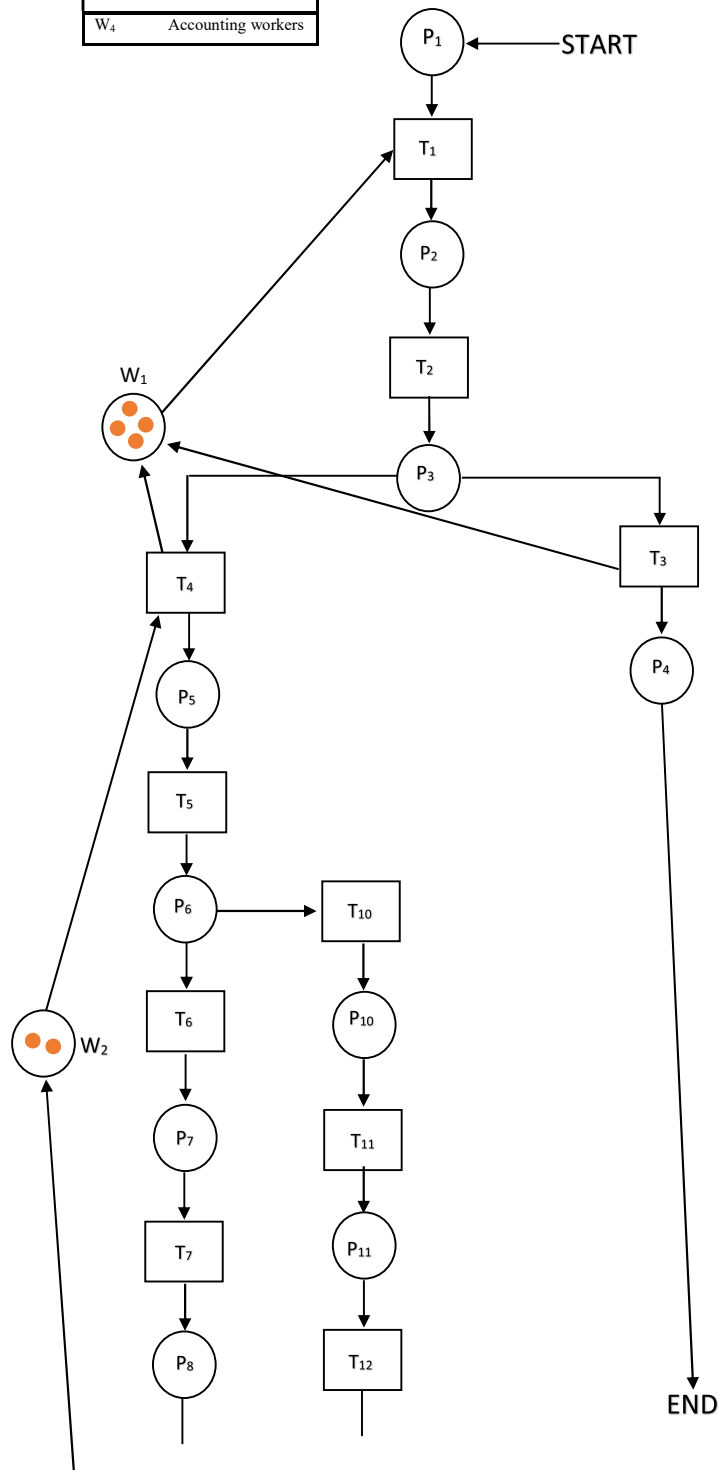 W₄ Accounting workers
P₁
START
T₁
P₂
T₂
W₁
P₃
T₃
T₄
P₄
P₅
T₅
P₆
T₁₀
T₆
P₁₀
W₂
P₇
T₁₁
T₇
P₁₁
P₈
T₁₂
END